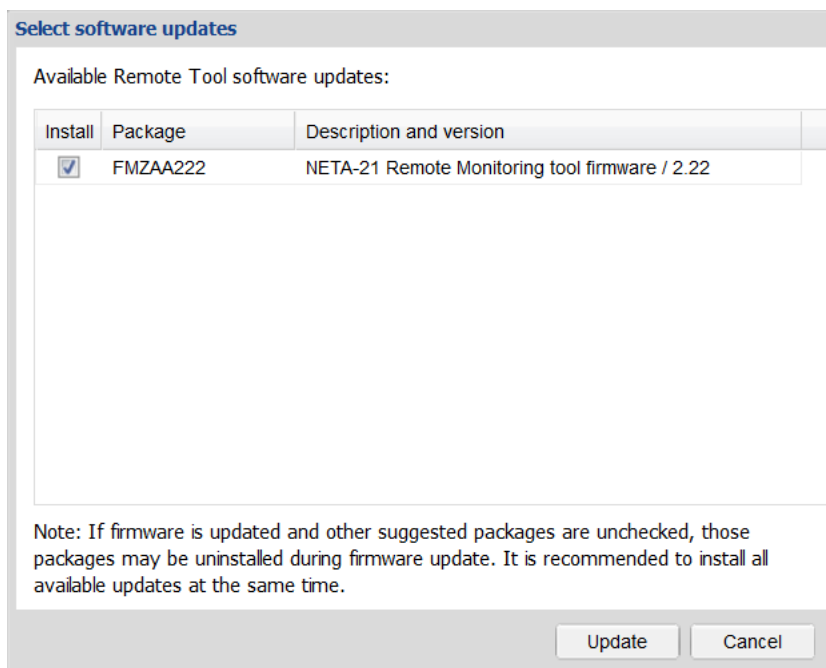 Select software updates
Available Remote Tool software updates:
Install Package Description and version
FMZAA222 NETA-21 Remote Monitoring tool firmware / 2.22
Note: If firmware is updated and other suggested packages are unchecked, those
packages may be uninstalled during firmware update. It is recommended to install all
available updates at the same time.
Update Cancel